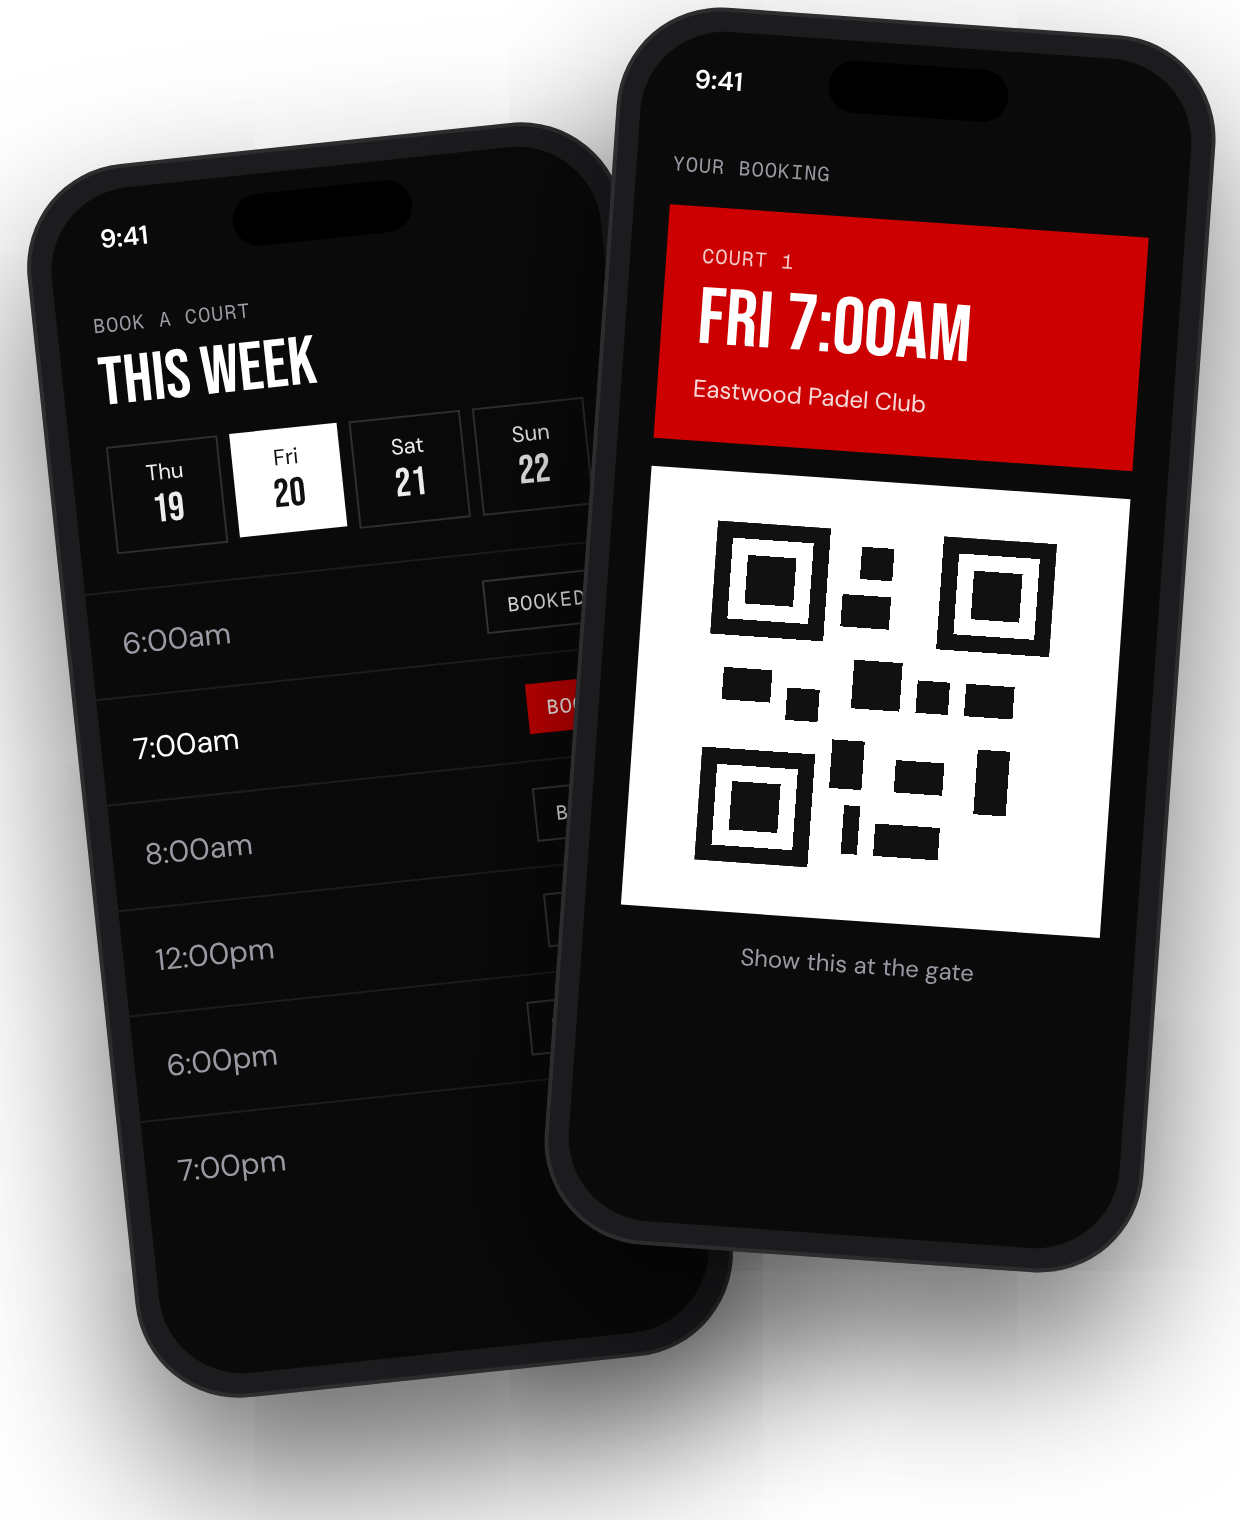 9:41
BOOK A COURT
THIS WEEK
Thu
19
Fri
20
Sat
21
Sun
22
6:00am
BOOKED
7:00am
8:00am
12:00pm
6:00pm
7:00pm
9:41
YOUR BOOKING
COURT 1
FRI 7:00AM
Eastwood Padel Club
Show this at the gate